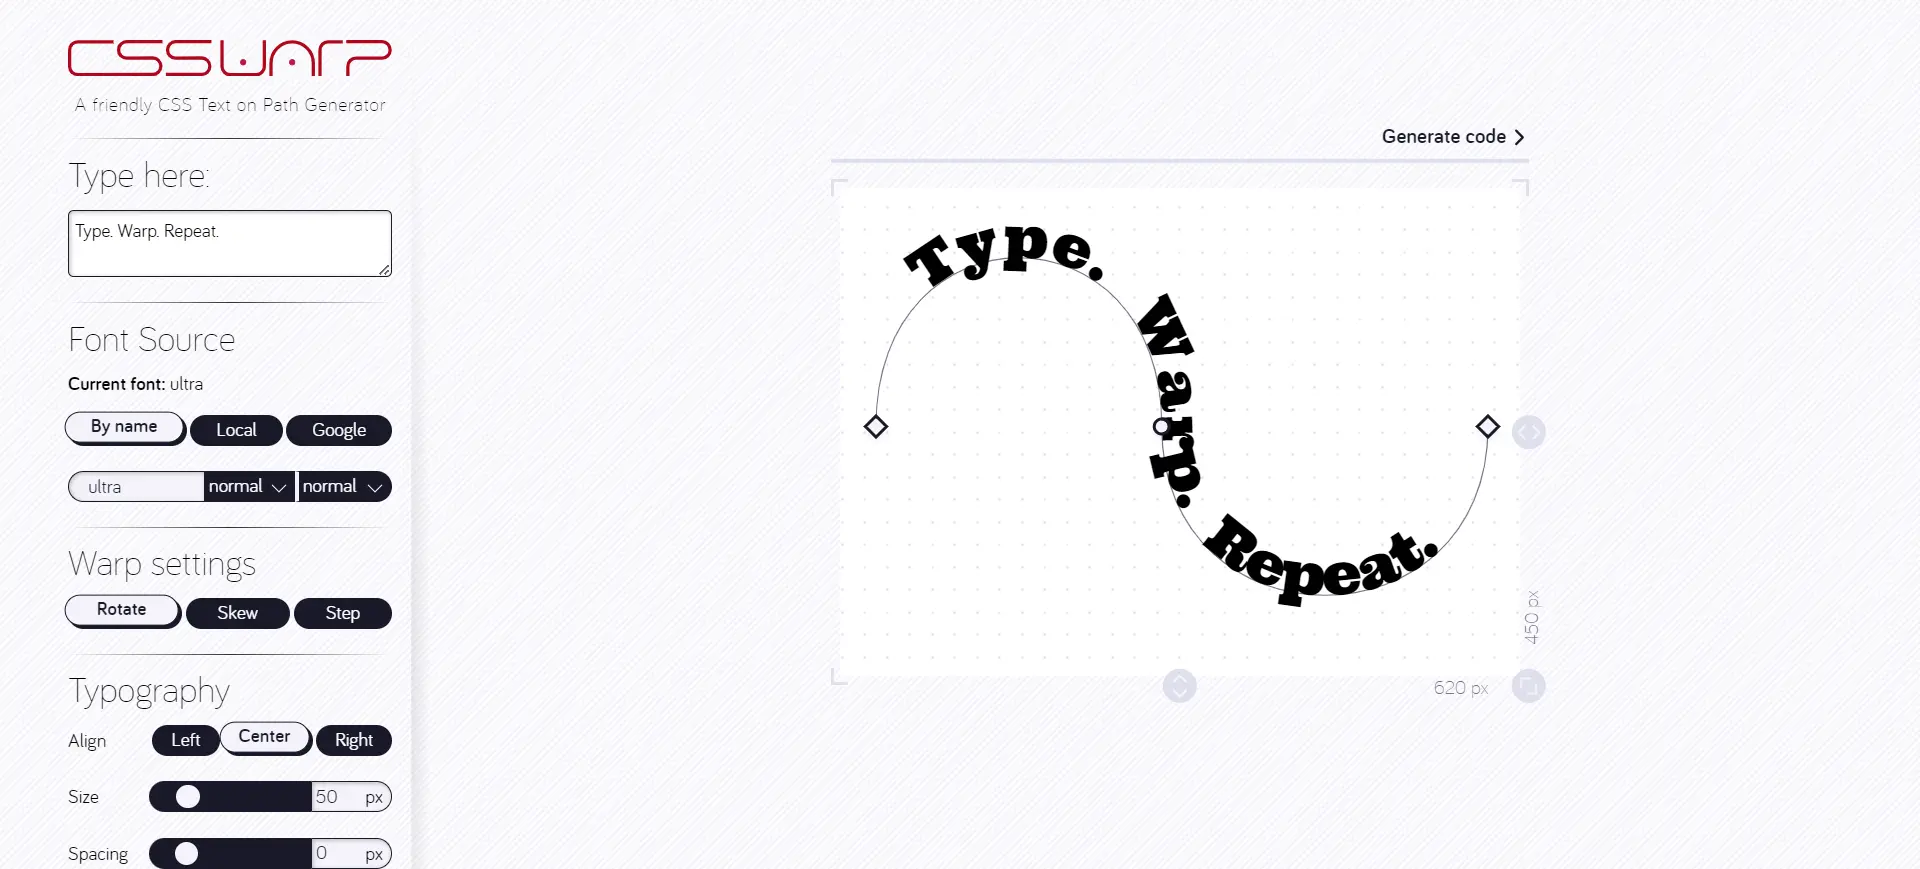 CSSWARP
A friendly CSS Text on Path Generator
Type here:
Type. Warp. Repeat.
Font Source
Current font: ultra
By name
Local
Google
ultra
normal
normal
Warp settings
Rotate
Skew
Step
Typography
Align
Left
Center
Right
Size
50
px
Spacing
0
px
Generate code
Type. Warp. Repeat.
450 px
620 px